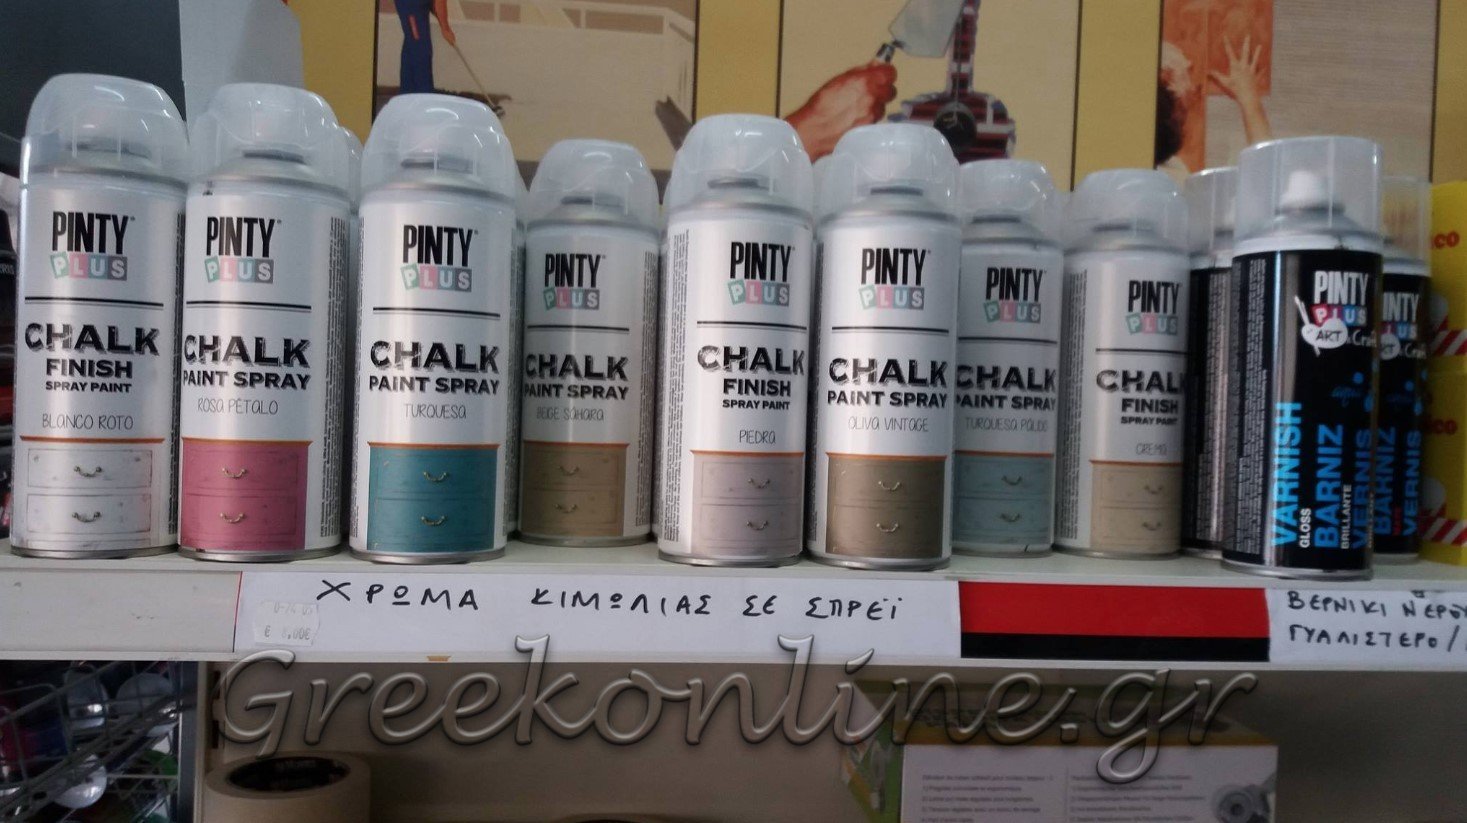 PINTY
PLUS
CHALK
FINISH
SPRAY PAINT
BLANCO ROTO
PINTY
PLUS
CHALK
PAINT SPRAY
ROSA PÉTALO
PINTY
PLUS
CHALK
PAINT SPRAY
TURQUESA
PINTY
PLUS
CHALK
PAINT SPRAY
BEIGE SAHARA
PINTY
PLUS
CHALK
FINISH
SPRAY PAINT
PIEDRA
PINTY
PLUS
CHALK
PAINT SPRAY
OLIVA VINTAGE
PINTY
PLUS
CHALK
PAINT SPRAY
TURQUESA
PINTY
PLUS
CHALK
FINISH
SPRAY PAINT
CREMA
PINTY
PLUS
ART
VARNISH
GLOSS
BARNIZ
BRILLANTE
VERNIS
BARNIZ
VERNIS
ΧΡΩΜΑ ΚΙΜΩΛΙΑΣ ΣΕ ΣΠΡΕΪ
ΒΕΡΝΙΚΙ ΝΕΡΟΥ
ΓΥΑΛΙΣΤΕΡΟ/
Greekonline.gr